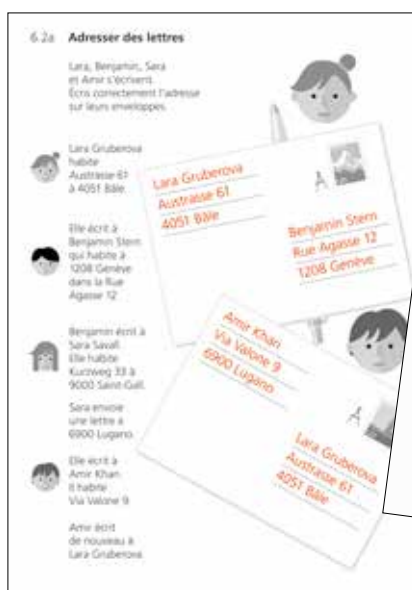 6.2a Adresser des lettres
Lara, Benjamin, Sara
et Amir s'écrivent.
Écris correctement l'adresse
sur leurs enveloppes.
Lara Gruberova
habite
Austrasse 61
à 4051 Bâle.
Elle écrit à
Benjamin Stern
qui habite à
1208 Genève
dans la Rue
Agasse 12.
Benjamin écrit à
Sara Savall.
Elle habite
Kurzweg 33 à
9000 Saint-Gall.
Sara envoie
une lettre à
6900 Lugano.
Elle écrit à
Amir Khan.
Il habite
Via Valone 9.
Amir écrit
de nouveau à
Lara Gruberova.
Lara Gruberova
Austrasse 61
4051 Bâle
A
Benjamin Stern
Rue Agasse 12
1208 Genève
Amir Khan
Via Valone 9
6900 Lugano
A
Lara Gruberova
Austrasse 61
4051 Bâle